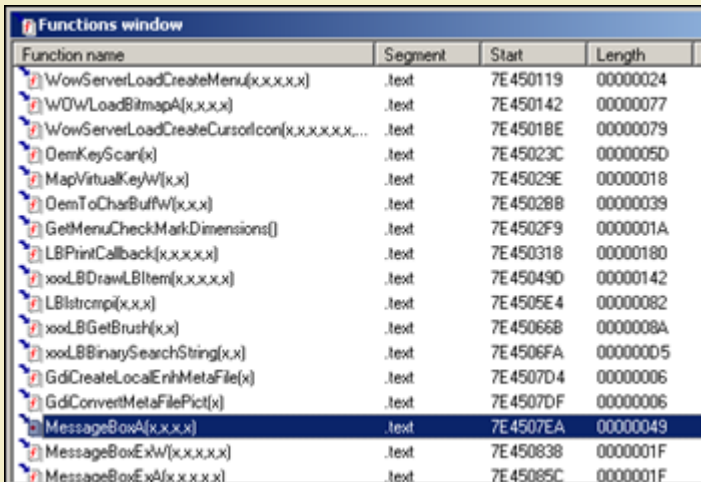 Functions window
Function name Segment Start Length
WowServerLoadCreateMenu(x,x,x,x,x) .text 7E450119 00000024
WOWLoadBitmapA(x,x,x,x) .text 7E450142 00000077
WowServerLoadCreateCursorIcon(x,x,x,x,x,x,... .text 7E4501BE 00000079
OemKeyScan(x) .text 7E45023C 0000005D
MapVirtualKeyW(x,x) .text 7E45029E 00000018
OemToCharBuffW(x,x,x) .text 7E4502BB 00000039
GetMenuCheckMarkDimensions() .text 7E4502F9 0000001A
LBPrintCallback(x,x,x,x,x) .text 7E450318 00000180
xxxLBDrawLBItem(x,x,x,x,x) .text 7E45049D 00000142
LBlstrcmpi(x,x,x) .text 7E4505E4 00000082
xxxLBGetBrush(x,x) .text 7E45066B 0000008A
xxxLBBinarySearchString(x,x) .text 7E4506FA 000000D5
GdiCreateLocalEnhMetaFile(x) .text 7E4507D4 00000006
GdiConvertMetaFilePict(x) .text 7E4507DF 00000006
MessageBoxA(x,x,x,x) .text 7E4507EA 00000049
MessageBoxExW(x,x,x,x,x) .text 7E450838 0000001F
MessageBoxExA(x,x,x,x,x) .text 7E45085C 0000001F